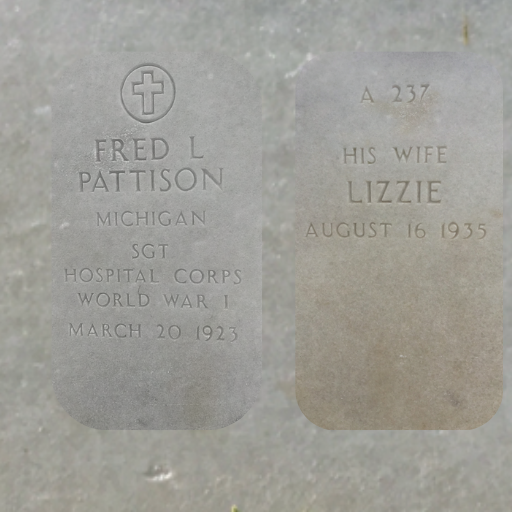 FRED L
PATTISON
MICHIGAN
SGT
HOSPITAL CORPS
WORLD WAR I
MARCH 20 1923
A 237
HIS WIFE
LIZZIE
AUGUST 16 1935